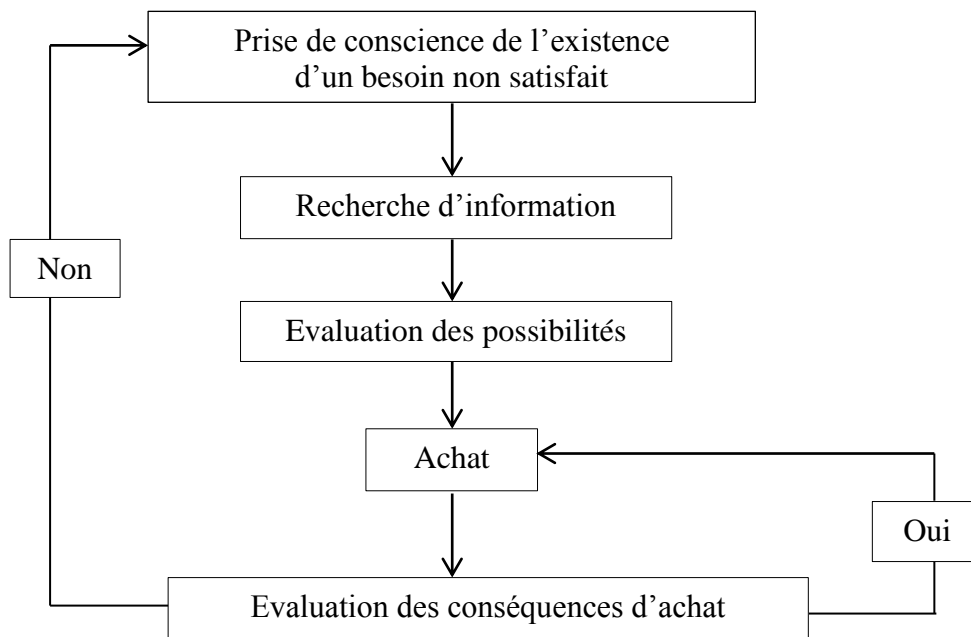 Prise de conscience de l’existence
d’un besoin non satisfait
Recherche d’information
Non
Evaluation des possibilités
Achat
Oui
Evaluation des conséquences d’achat